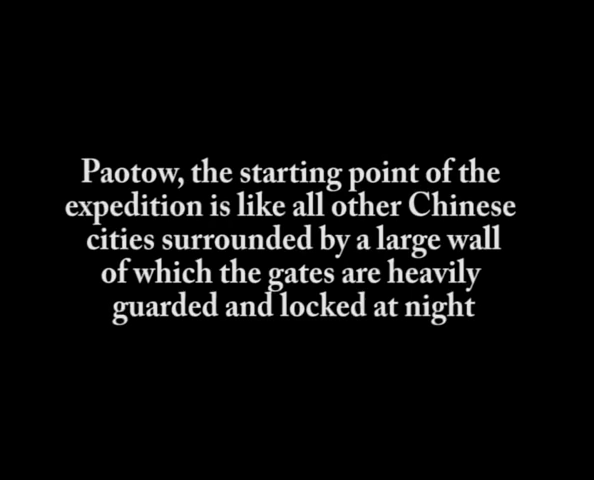 Paotow, the starting point of the
expedition is like all other Chinese
cities surrounded by a large wall
of which the gates are heavily
guarded and locked at night